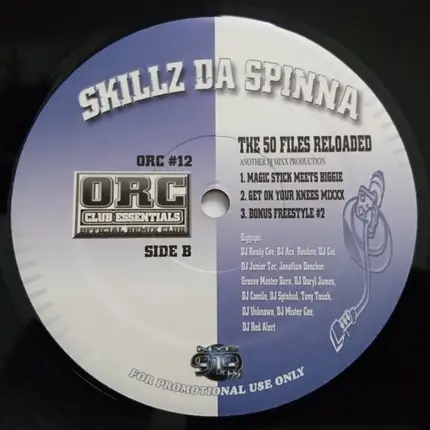 SKILLZ DA SPINNA
ORC #12
ORC
CLUB ESSENTIALS
OFFICIAL REMIX CLUB
SIDE B
THE 50 FILES RELOADED
ANOTHER DJ MIXX PRODUCTION
1. MAGIC STICK MEETS BIGGIE
2. GET ON YOUR KNEES MIXXX
3. BONUS FREESTYLE #2
Biggups:
DJ Ready Cee, DJ Ace, Reuben, DJ Cut
DJ Junior Tee, Jonathan Deucker
Groove Master Born, DJ Daryl James,
DJ Camilo, DJ Spinbad, Tony Touch,
DJ Unknown, DJ Mister Cee,
DJ Red Alert
FOR PROMOTIONAL USE ONLY